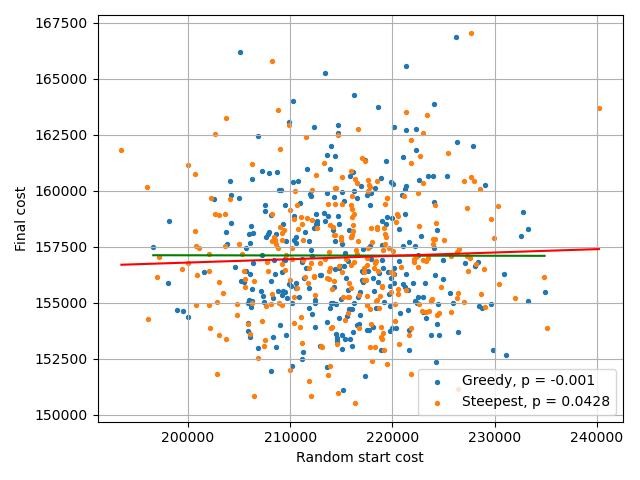 167500
165000
162500
160000
157500
155000
152500
150000
Final cost
200000 210000 220000 230000 240000
Random start cost
Greedy, p = -0.001
Steepest, p = 0.0428